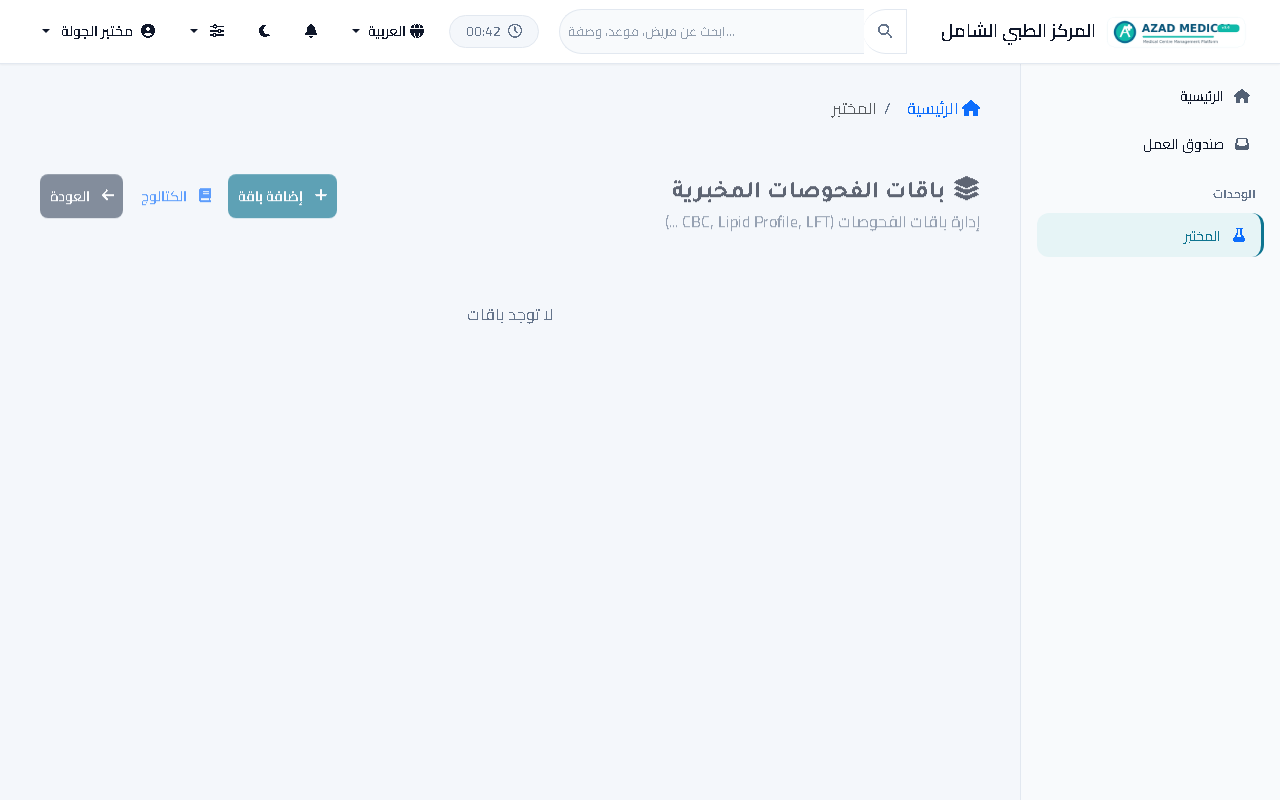 AZAD MEDIC
Medical Centre Management Platform
المركز الطبي الشامل
ابحث عن مريض، موعد، وصفة...
00:42
العربية
مختبر الجولة
الرئيسية
صندوق العمل
الوحدات
المختبر
الرئيسية / المختبر
باقات الفحوصات المخبرية
إدارة باقات الفحوصات (CBC, Lipid Profile, LFT ...)
إضافة باقة
الكتالوج
العودة
لا توجد باقات